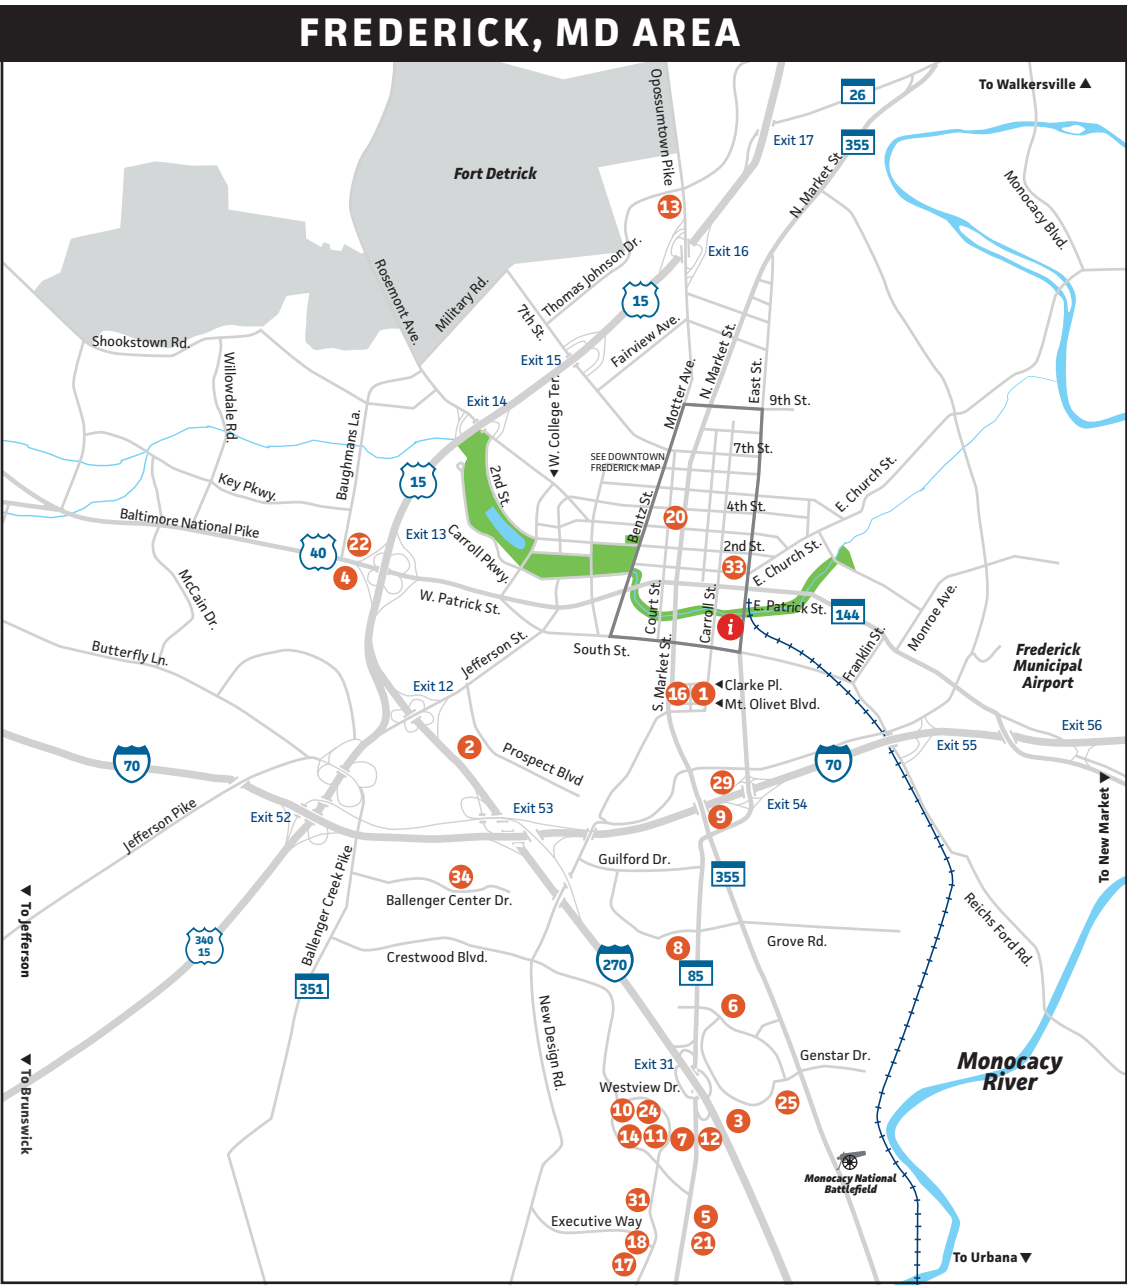 FREDERICK, MD AREA
To Walkersville ▲
26
355
Exit 17
Opossumtown Pike
Fort Detrick
N. Market St.
Monocacy Blvd.
13
Exit 16
Thomas Johnson Dr.
Rosemont Ave.
Military Rd.
7th St.
15
Fairview Ave.
Shookstown Rd.
Willowdale Rd.
Exit 15
N. Market St.
Motter Ave.
East St.
9th St.
Exit 14
W. College Ter.
Baughmans La.
SEE DOWNTOWN
FREDERICK MAP
7th St.
E. Church St.
15
2nd St.
Key Pkwy.
Bentz St.
4th St.
20
Baltimore National Pike
Exit 13
Carroll Pkwy.
40
22
4
2nd St.
33
E. Church St.
McCain Dr.
W. Patrick St.
Court St.
Carroll St.
E. Patrick St.
144
Monroe Ave.
i
Franklin St.
Butterfly Ln.
Jefferson St.
South St.
S. Market St.
Frederick
Municipal
Airport
Exit 12
16
1
◀ Clarke Pl.
◀ Mt. Olivet Blvd.
2
Prospect Blvd
Exit 55
Exit 56
70
70
29
Exit 54
9
Exit 52
Exit 53
Jefferson Pike
To New Market ▶
Guilford Dr.
355
34
Ballenger Center Dr.
Ballenger Creek Pike
◀ To Jefferson
340
15
Crestwood Blvd.
Grove Rd.
Reichs Ford Rd.
8
270
85
351
New Design Rd.
6
Exit 31
Genstar Dr.
Monocacy
River
◀ To Brunswick
Westview Dr.
10
24
25
3
14
11
7
12
Monocacy National
Battlefield
31
Executive Way
5
18
21
17
To Urbana ▼